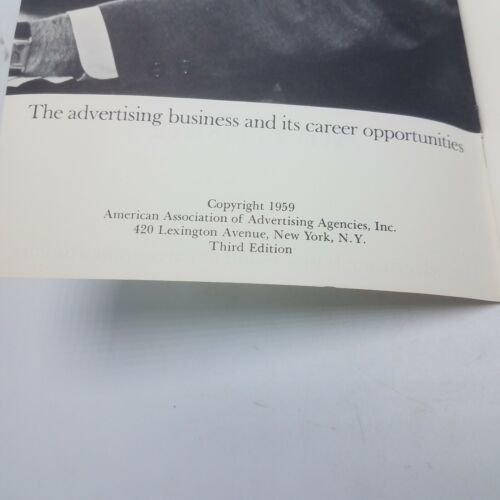 The advertising business and its career opportunities
Copyright 1959
American Association of Advertising Agencies, Inc.
420 Lexington Avenue, New York, N.Y.
Third Edition